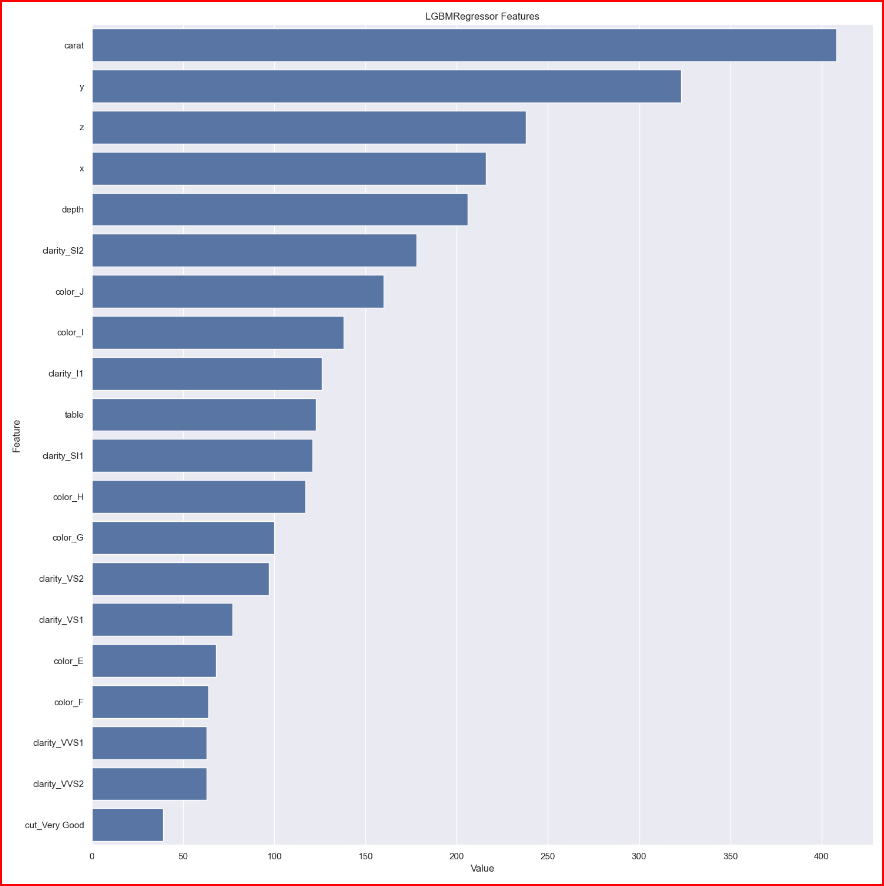 LGBMRegressor Features
carat
y
z
x
depth
clarity_SI2
color_J
color_I
clarity_I1
table
clarity_SI1
color_H
color_G
clarity_VS2
clarity_VS1
color_E
color_F
clarity_VVS1
clarity_VVS2
cut_Very Good
Feature
0 50 100 150 200 250 300 350 400
Value